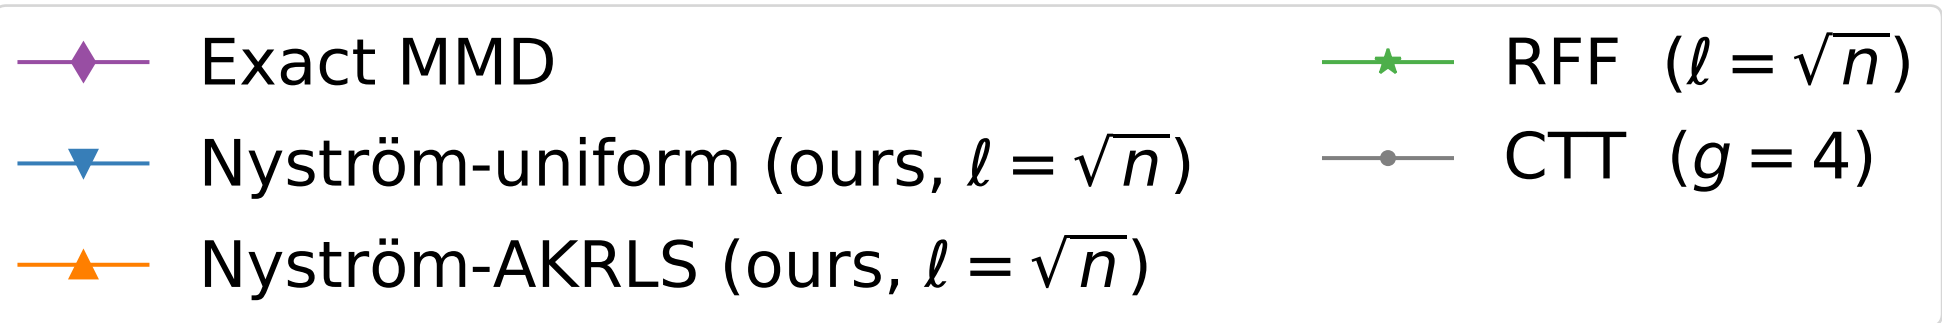 Exact MMD
Nyström-uniform (ours, ℓ = √n)
Nyström-AKRLS (ours, ℓ = √n)
RFF (ℓ = √n)
CTT (g = 4)